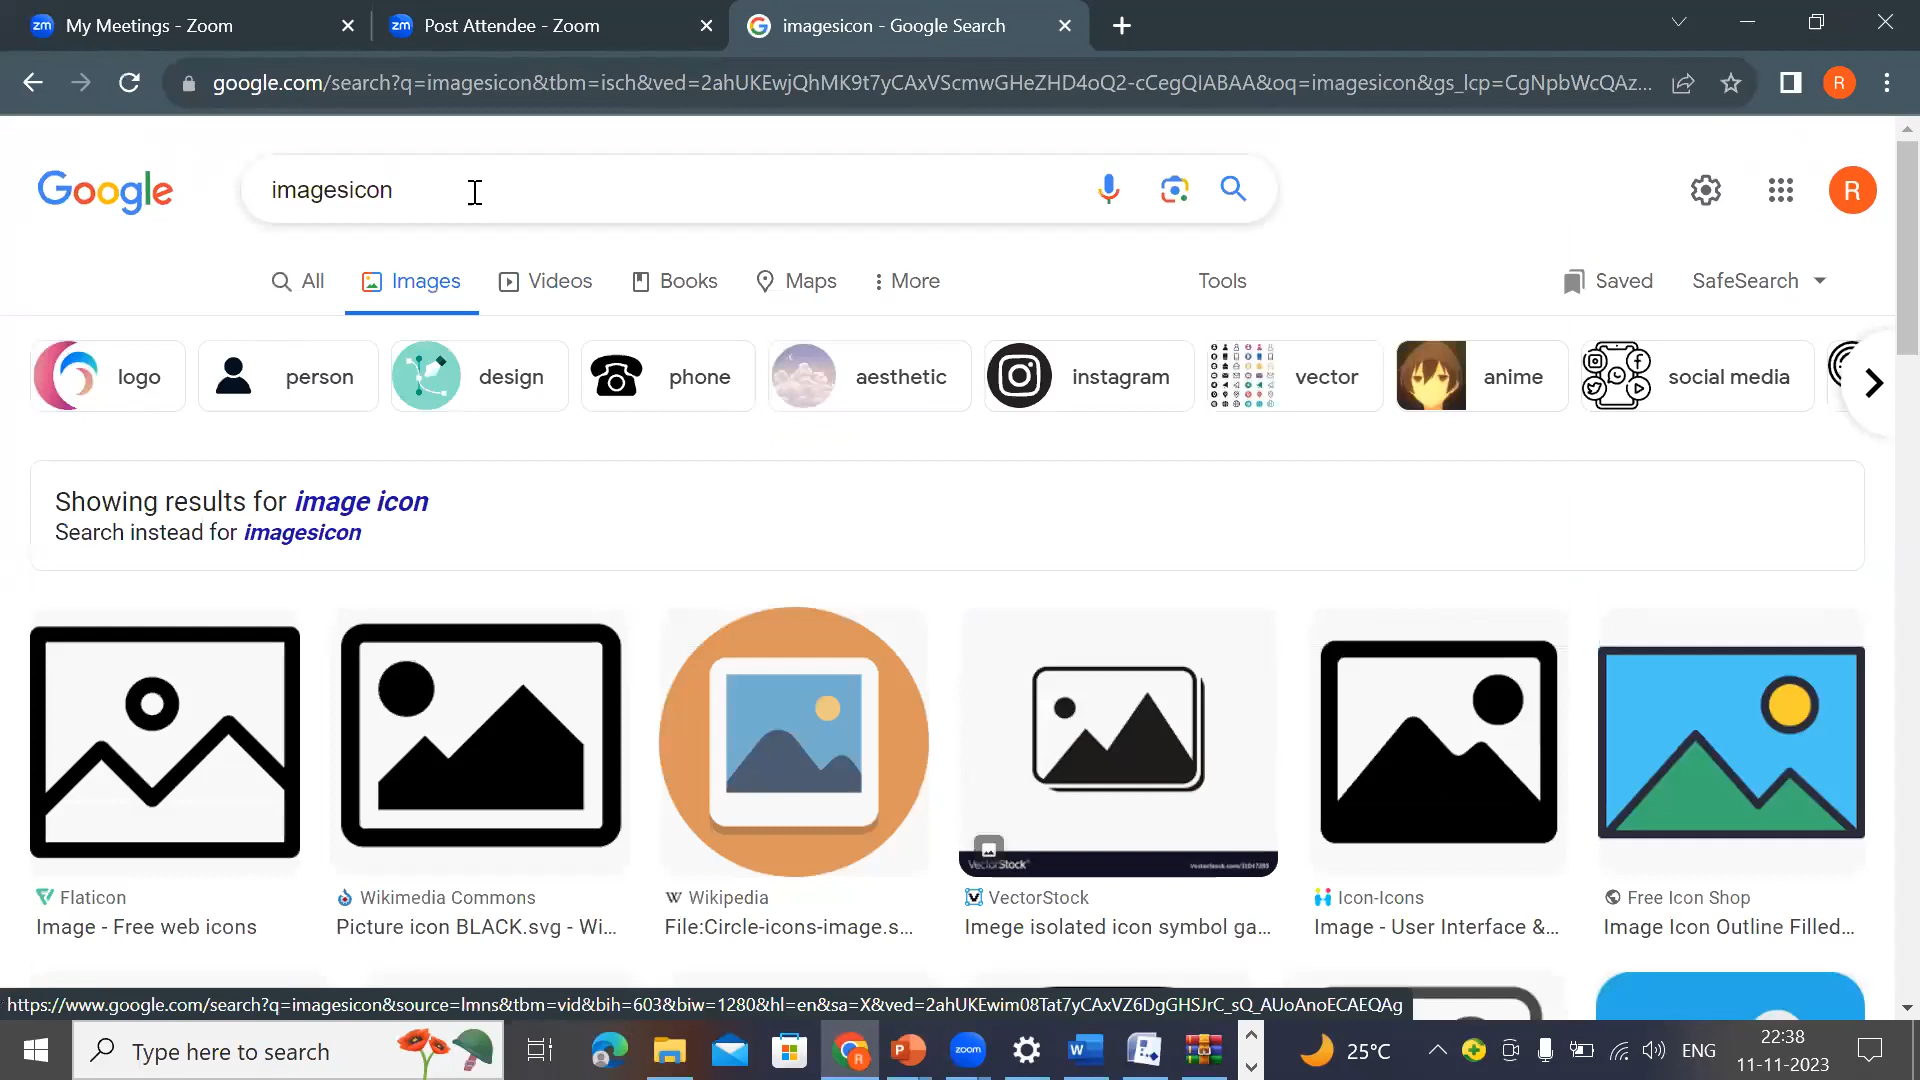 My Meetings - Zoom
Post Attendee - Zoom
imagesicon - Google Search
google.com/search?q=imagesicon&tbm=isch&ved=2ahUKEwjQhMK9t7yCAxVScmwGHeZHD4oQ2-cCegQIABAA&oq=imagesicon&gs_lcp=CgNpbWcQAz...
R
Google
imagesicon
R
All
Images
Videos
Books
Maps
More
Tools
Saved
SafeSearch
logo
person
design
phone
aesthetic
instagram
vector
anime
social media
Showing results for image icon
Search instead for imagesicon
VectorStock
Flaticon
Image - Free web icons
Wikimedia Commons
Picture icon BLACK.svg - Wi...
Wikipedia
File:Circle-icons-image.s...
VectorStock
Imege isolated icon symbol ga...
Icon-Icons
Image - User Interface &...
Free Icon Shop
Image Icon Outline Filled...
https://www.google.com/search?q=imagesicon&source=lmns&tbm=vid&bih=603&biw=1280&hl=en&sa=X&ved=2ahUKEwim08Tat7yCAxVZ6DgGHSJrC_sQ_AUoAnoECAEQAg
Type here to search
zoom
25°C
ENG
22:38
11-11-2023